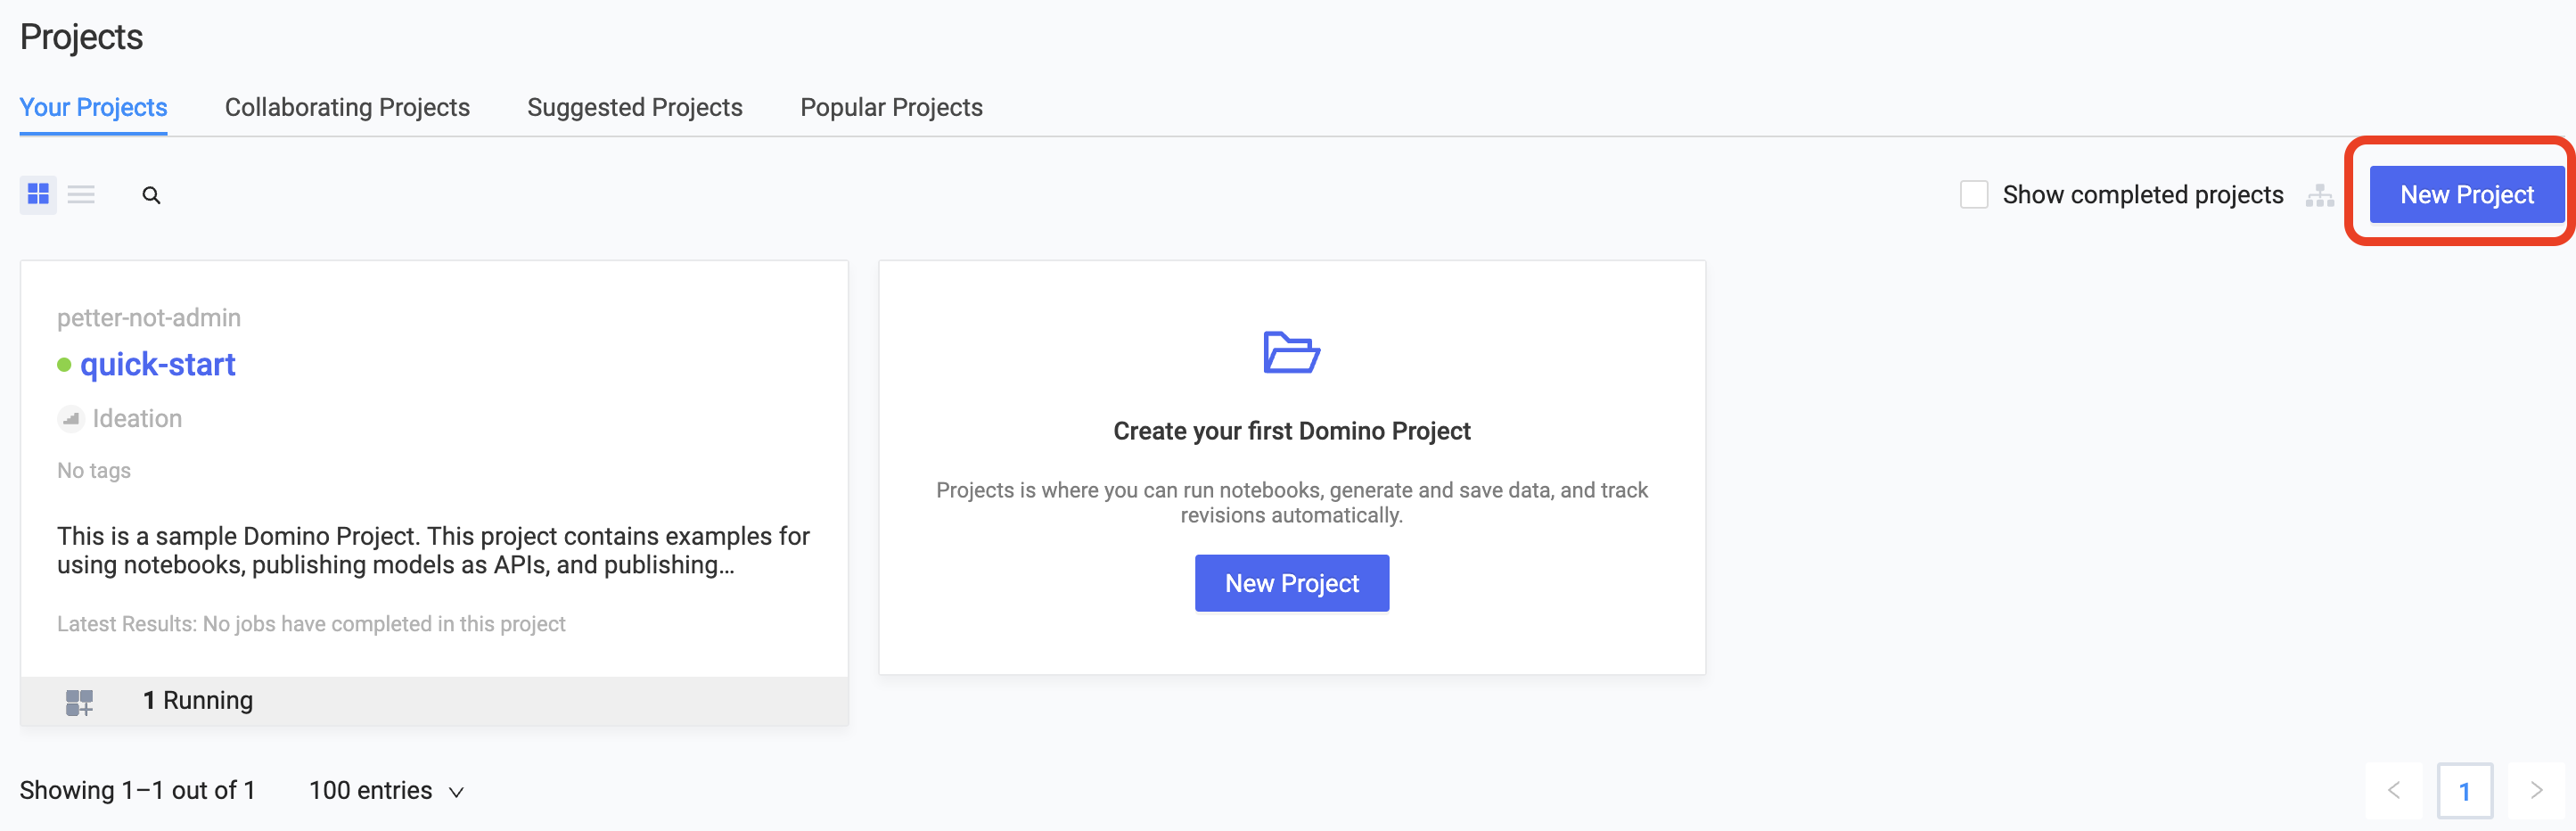 Projects
Your Projects Collaborating Projects Suggested Projects Popular Projects
Show completed projects New Project
petter-not-admin
quick-start
Ideation
No tags
This is a sample Domino Project. This project contains examples for
using notebooks, publishing models as APIs, and publishing...
Latest Results: No jobs have completed in this project
1 Running
Create your first Domino Project
Projects is where you can run notebooks, generate and save data, and track
revisions automatically.
New Project
Showing 1–1 out of 1 100 entries
1